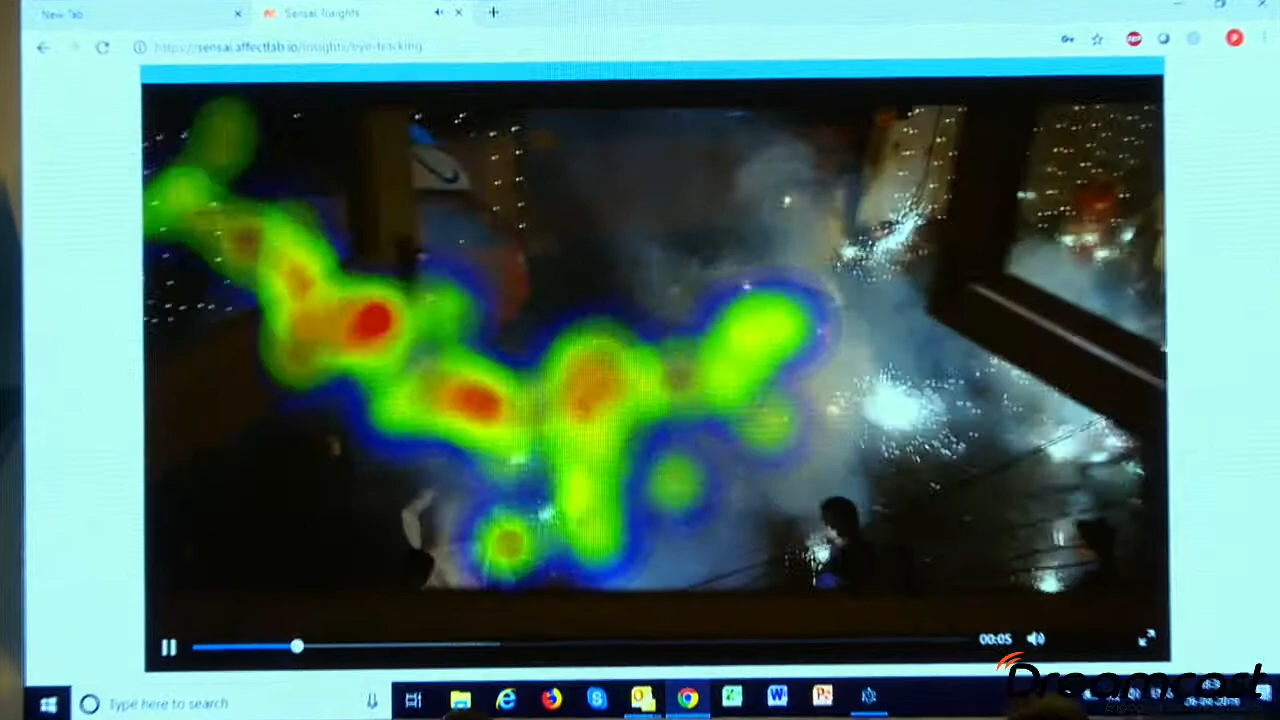 New Tab
Sensai Insights
https://sensai.affectlab.io/insights/eye-tracking
00:05
Dreamcast
Type here to search